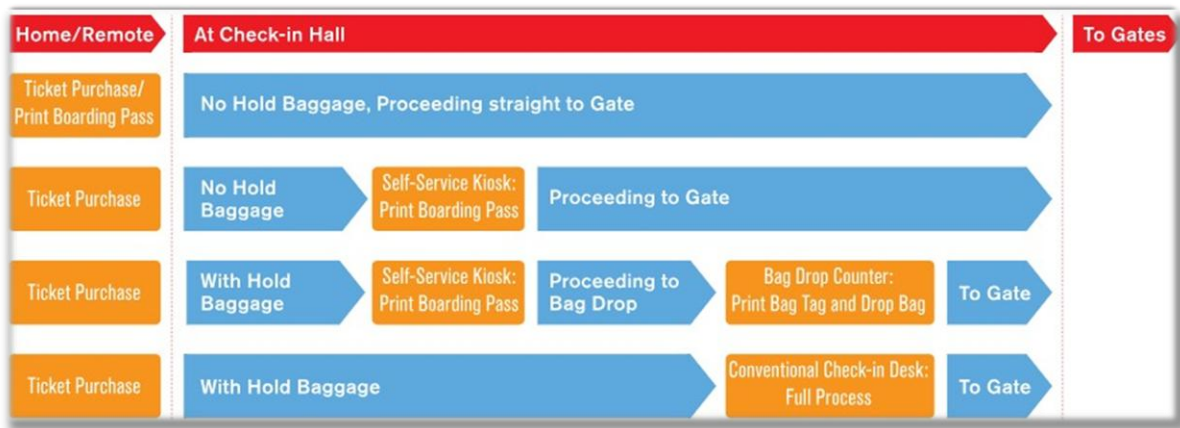 Home/Remote
At Check-in Hall
To Gates
Ticket Purchase/
Print Boarding Pass
No Hold Baggage, Proceeding straight to Gate
Ticket Purchase
No Hold
Baggage
Self-Service Kiosk:
Print Boarding Pass
Proceeding to Gate
Ticket Purchase
With Hold
Baggage
Self-Service Kiosk:
Print Boarding Pass
Proceeding to
Bag Drop
Bag Drop Counter:
Print Bag Tag and Drop Bag
To Gate
Ticket Purchase
With Hold Baggage
Conventional Check-in Desk:
Full Process
To Gate